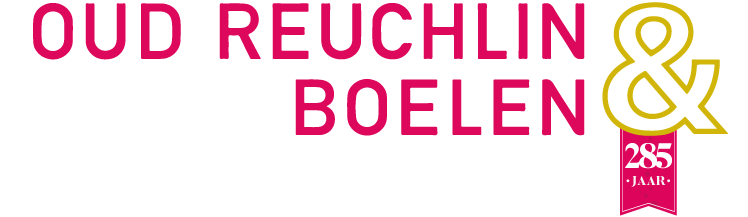 OUD REUCHLIN &
BOELEN
285
•JAAR•